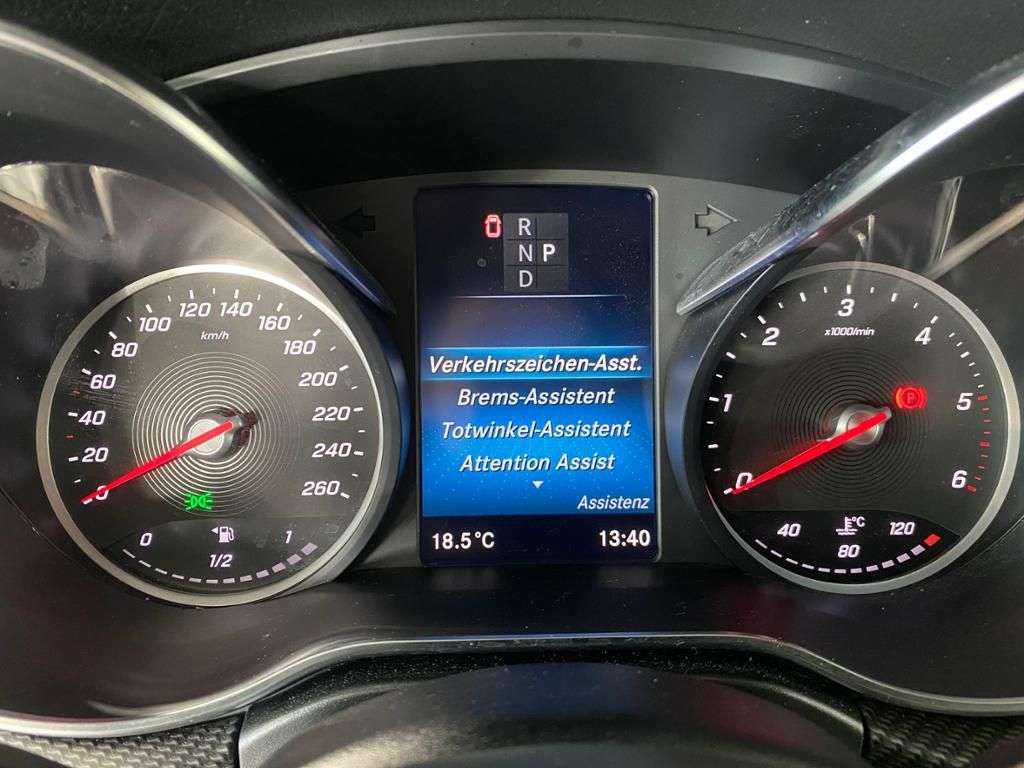 0
20
40
60
80
100
120
140
160
180
200
220
240
260
km/h
0
1/2
1
R
N P
D
Verkehrszeichen-Asst.
Brems-Assistent
Totwinkel-Assistent
Attention Assist
Assistenz
18.5°C
13:40
0
1
2
3
4
5
6
x1000/min
P
40
°C
80
120